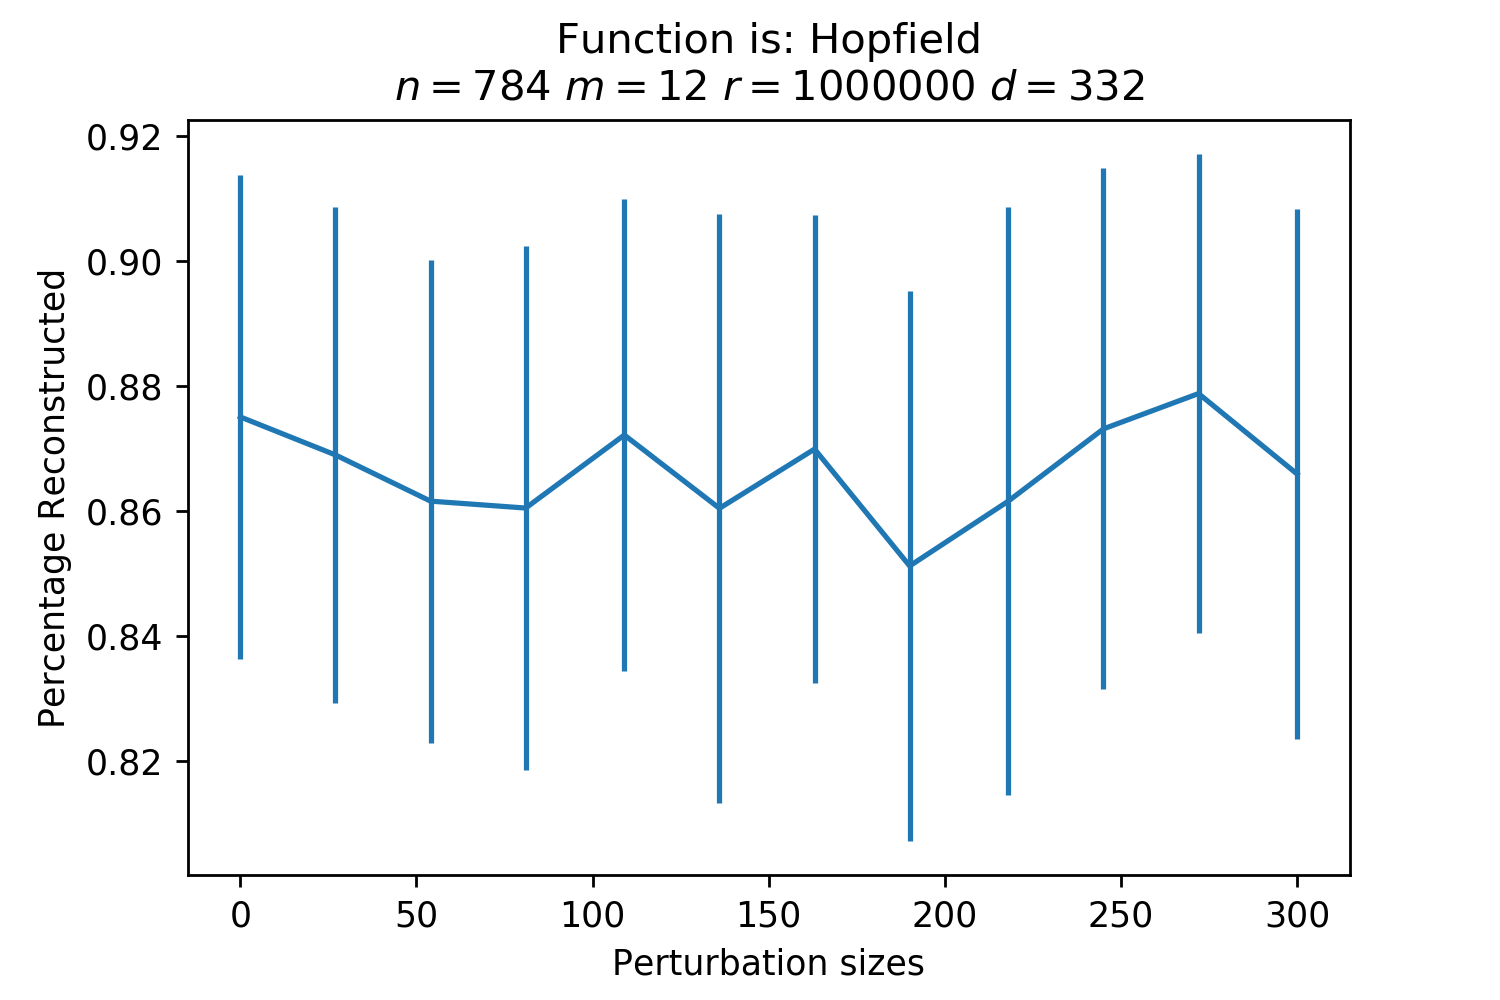 Function is: Hopfield
n = 784 m = 12 r = 1000000 d = 332
0.92
0.90
0.88
0.86
0.84
0.82
Percentage Reconstructed
0 50 100 150 200 250 300
Perturbation sizes